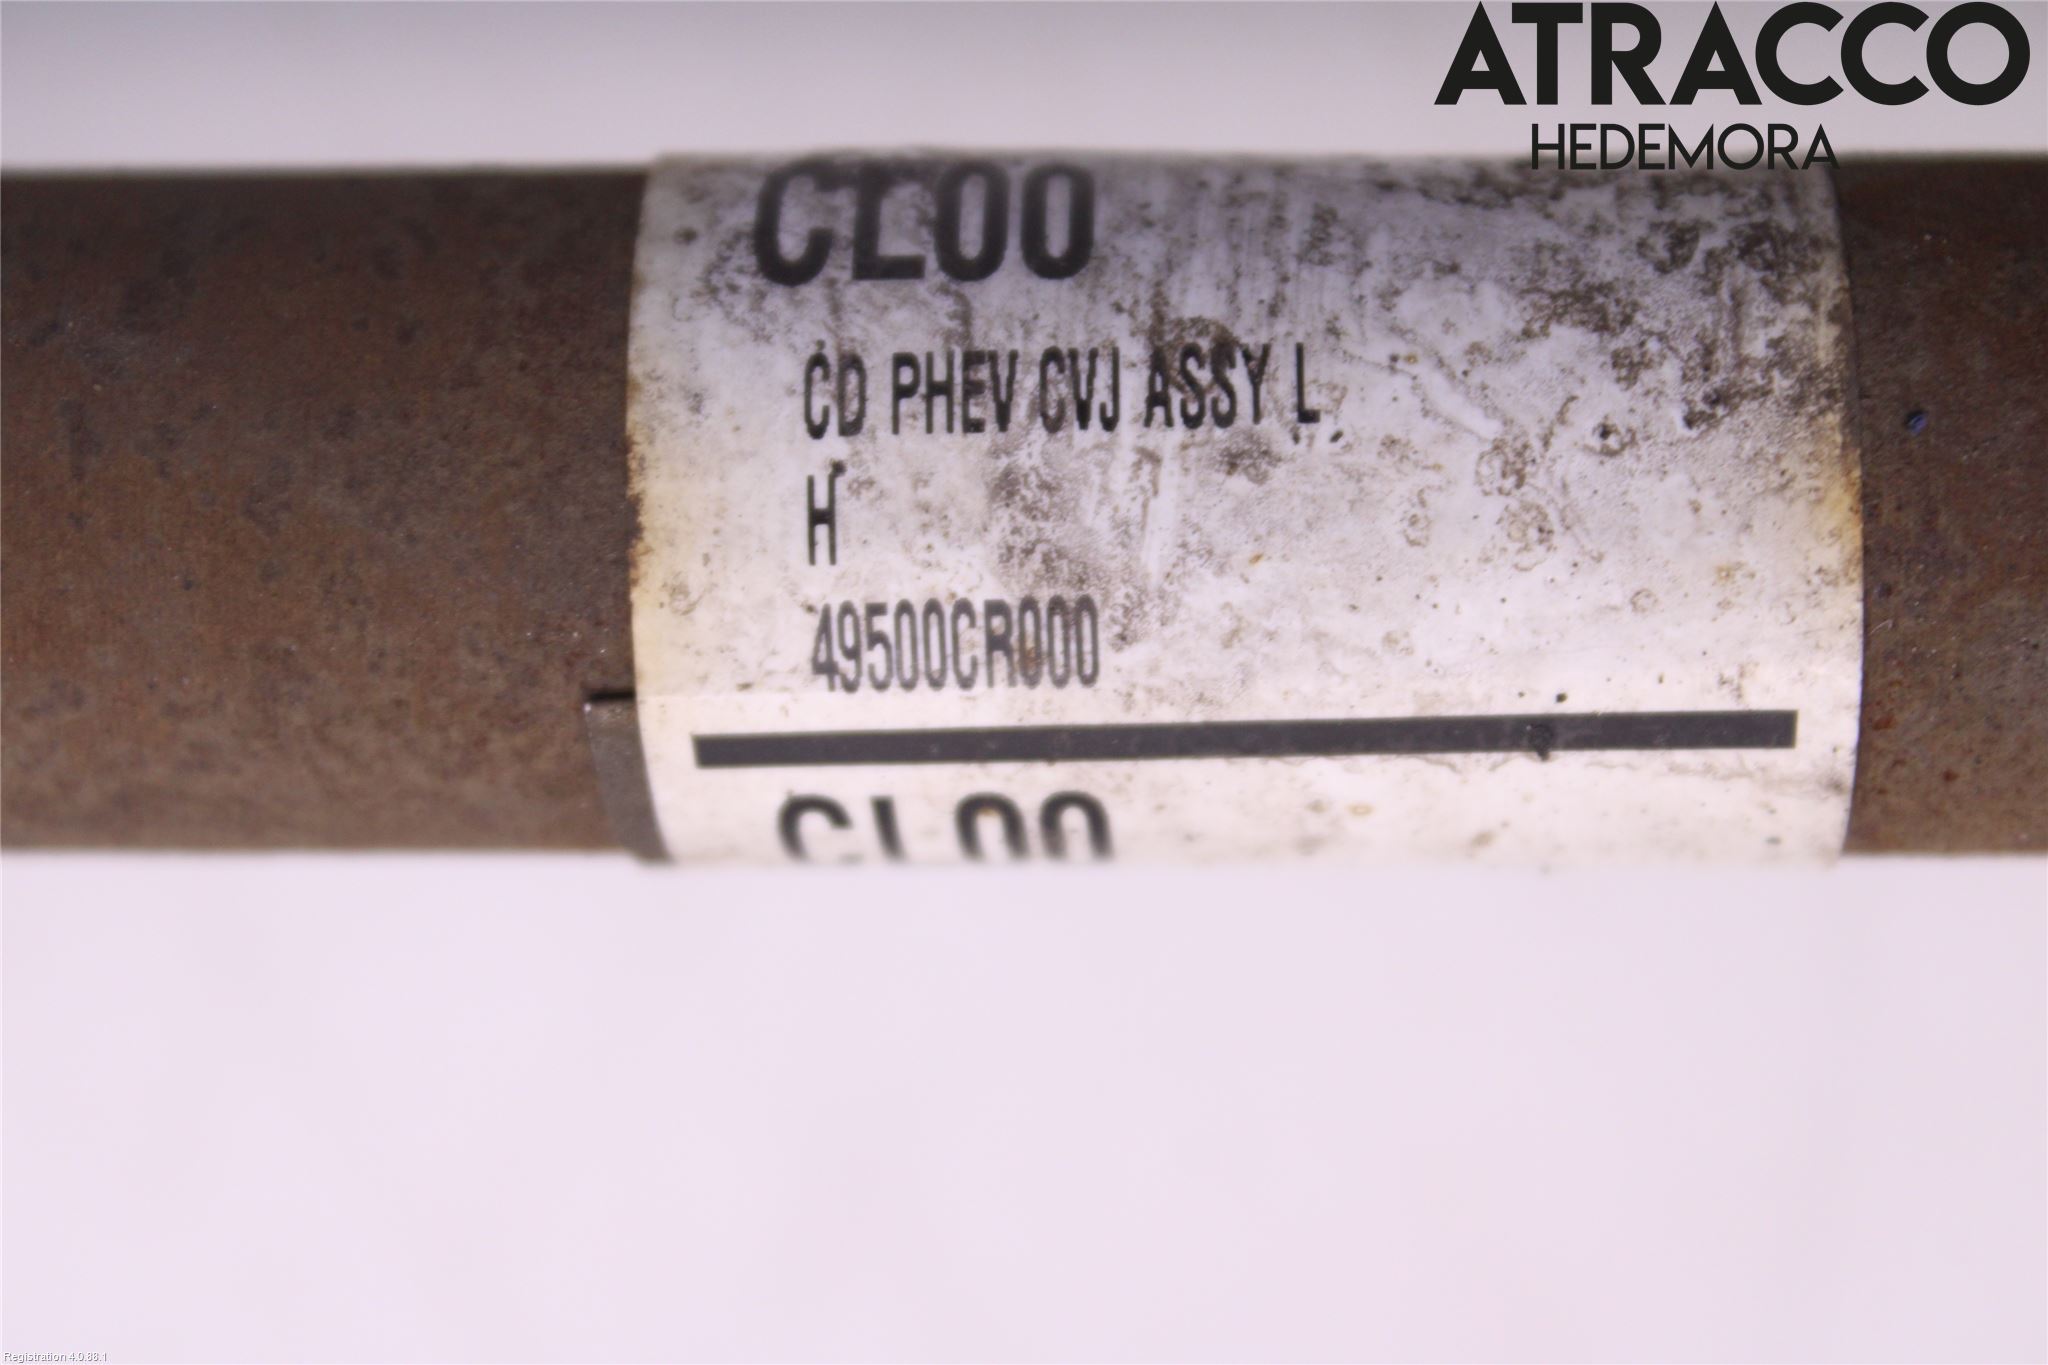 ATRACCO
HEDEMORA
CL00
CD PHEV CVJ ASSY L
H
49500CR000
CL00
Registration 4.0.88.1